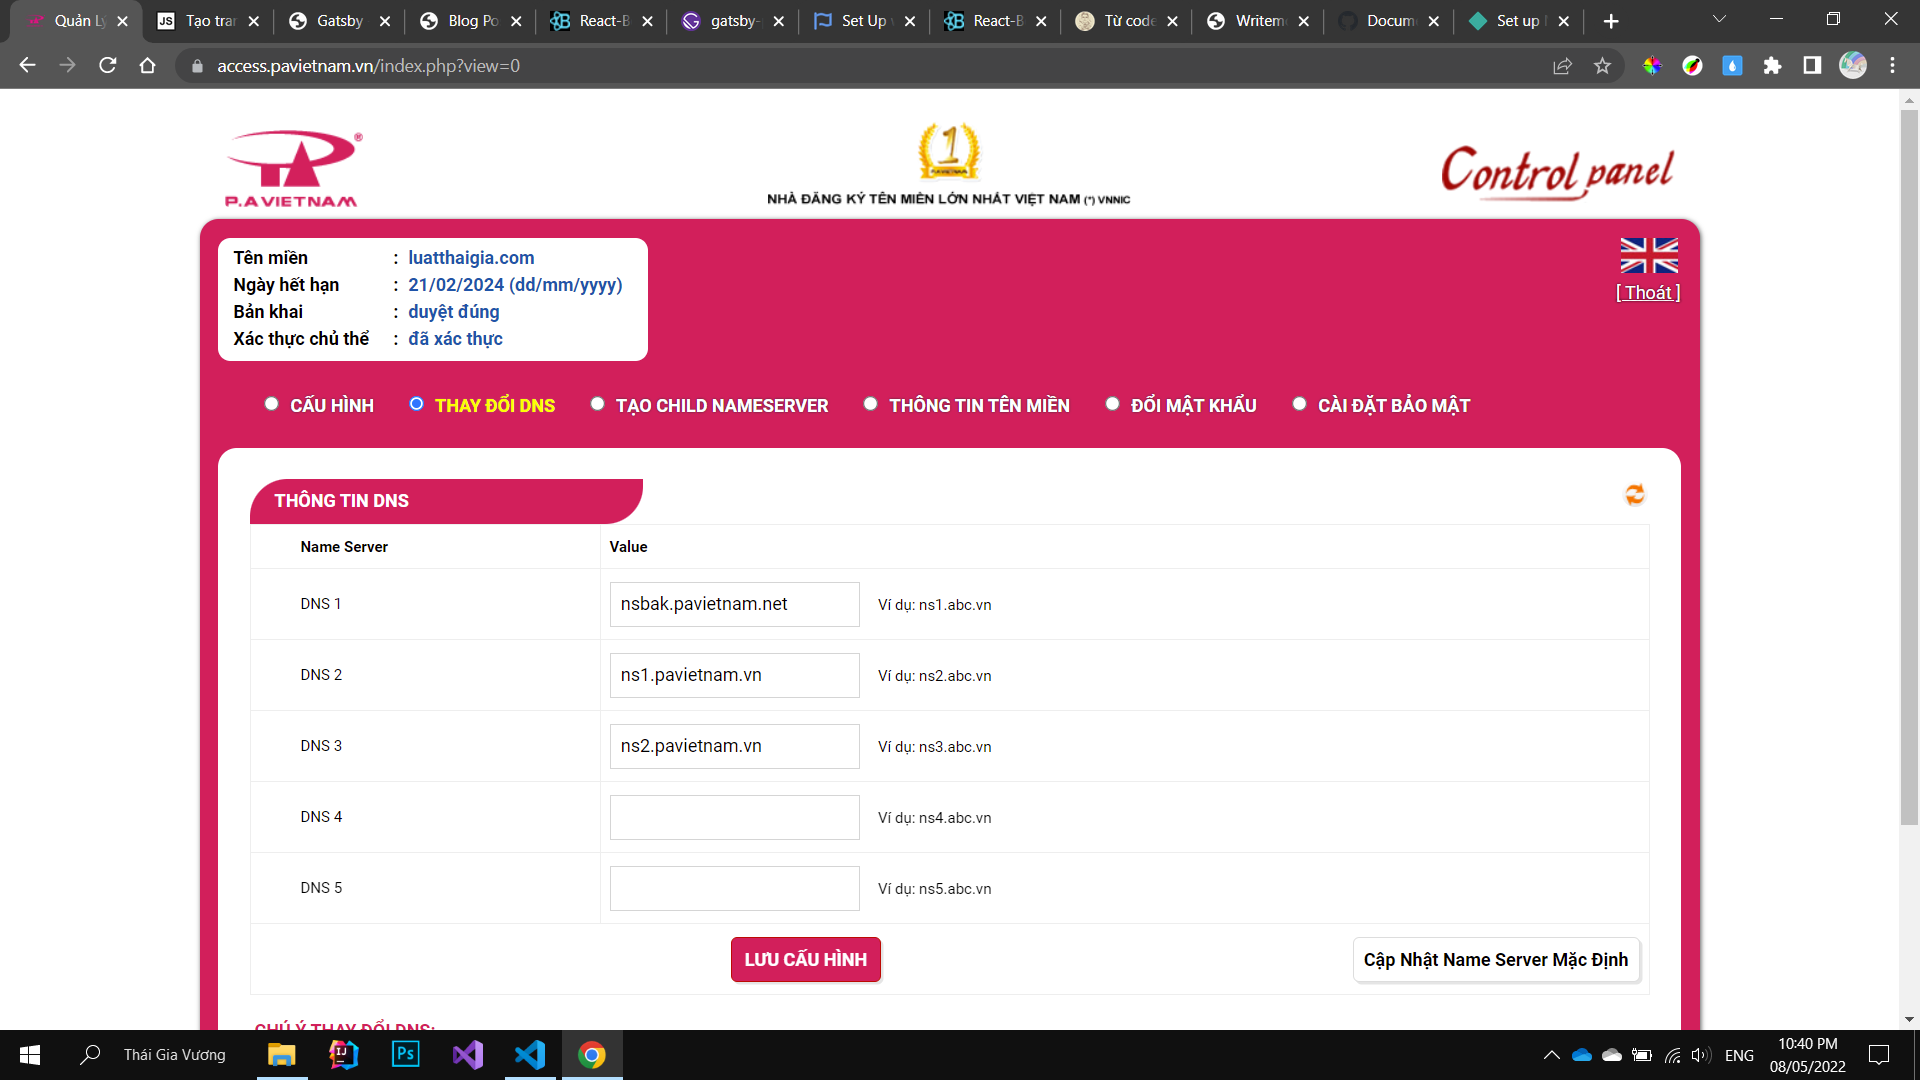 Quản Lý
Tạo tran
Gatsby
Blog Po
React-B
gatsby-
Set Up
React-B
Từ code
Writem
Docum
Set up
access.pavietnam.vn/index.php?view=0
P.A VIETNAM
1
NHÀ ĐĂNG KÝ TÊN MIỀN LỚN NHẤT VIỆT NAM (*) VNNIC
Control panel
Tên miền : luatthaigia.com
Ngày hết hạn : 21/02/2024 (dd/mm/yyyy)
Bản khai : duyệt đúng
Xác thực chủ thể : đã xác thực
[ Thoát ]
CẤU HÌNH THAY ĐỔI DNS TẠO CHILD NAMESERVER THÔNG TIN TÊN MIỀN ĐỔI MẬT KHẨU CÀI ĐẶT BẢO MẬT
THÔNG TIN DNS
Name Server Value
DNS 1 nsbak.pavietnam.net Ví dụ: ns1.abc.vn
DNS 2 ns1.pavietnam.vn Ví dụ: ns2.abc.vn
DNS 3 ns2.pavietnam.vn Ví dụ: ns3.abc.vn
DNS 4 Ví dụ: ns4.abc.vn
DNS 5 Ví dụ: ns5.abc.vn
LƯU CẤU HÌNH Cập Nhật Name Server Mặc Định
CHÚ Ý THAY ĐỔI DNS:
Thái Gia Vương
ENG
10:40 PM
08/05/2022